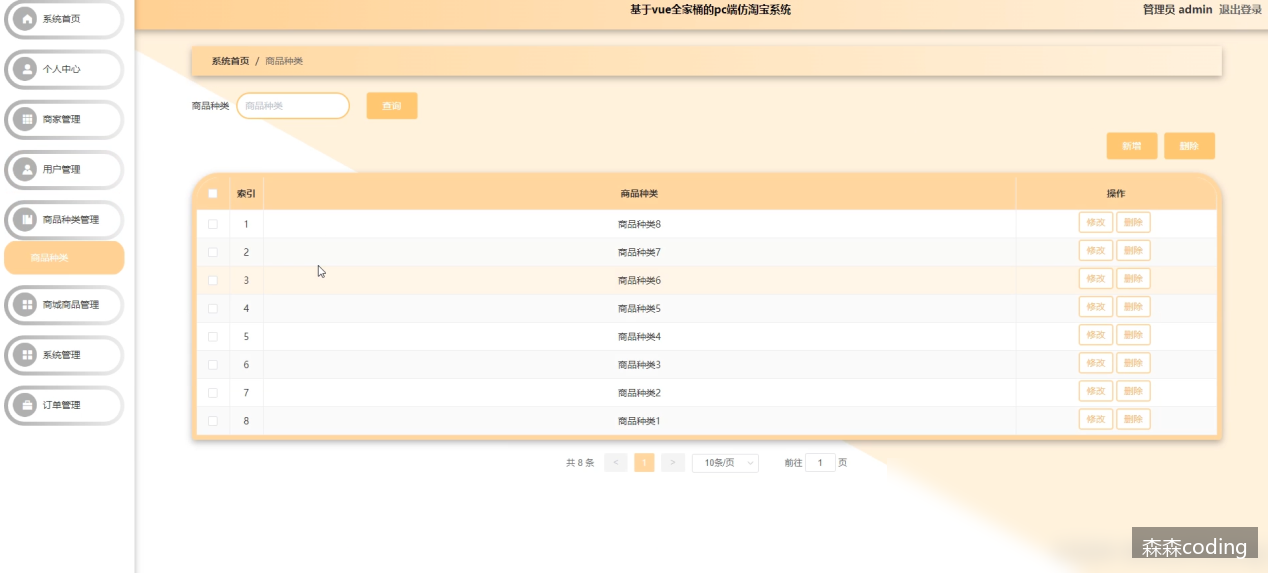 基于vue全家桶的pc端仿淘宝系统
管理员 admin 退出登录
系统首页
个人中心
商家管理
用户管理
商品种类管理
商品种类
商城商品管理
系统管理
订单管理
系统首页 / 商品种类
商品种类 商品种类 查询
新增 删除
索引 商品种类 操作
1 商品种类8 修改 删除
2 商品种类7 修改 删除
3 商品种类6 修改 删除
4 商品种类5 修改 删除
5 商品种类4 修改 删除
6 商品种类3 修改 删除
7 商品种类2 修改 删除
8 商品种类1 修改 删除
共 8 条 < 1 > 10条/页 前往 1 页
森森coding